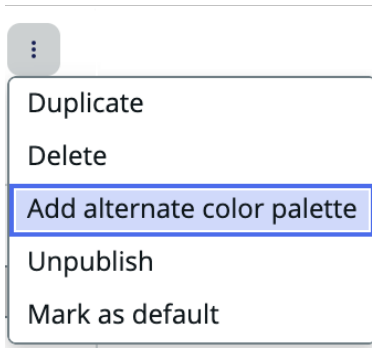 Duplicate
Delete
Add alternate color palette
Unpublish
Mark as default